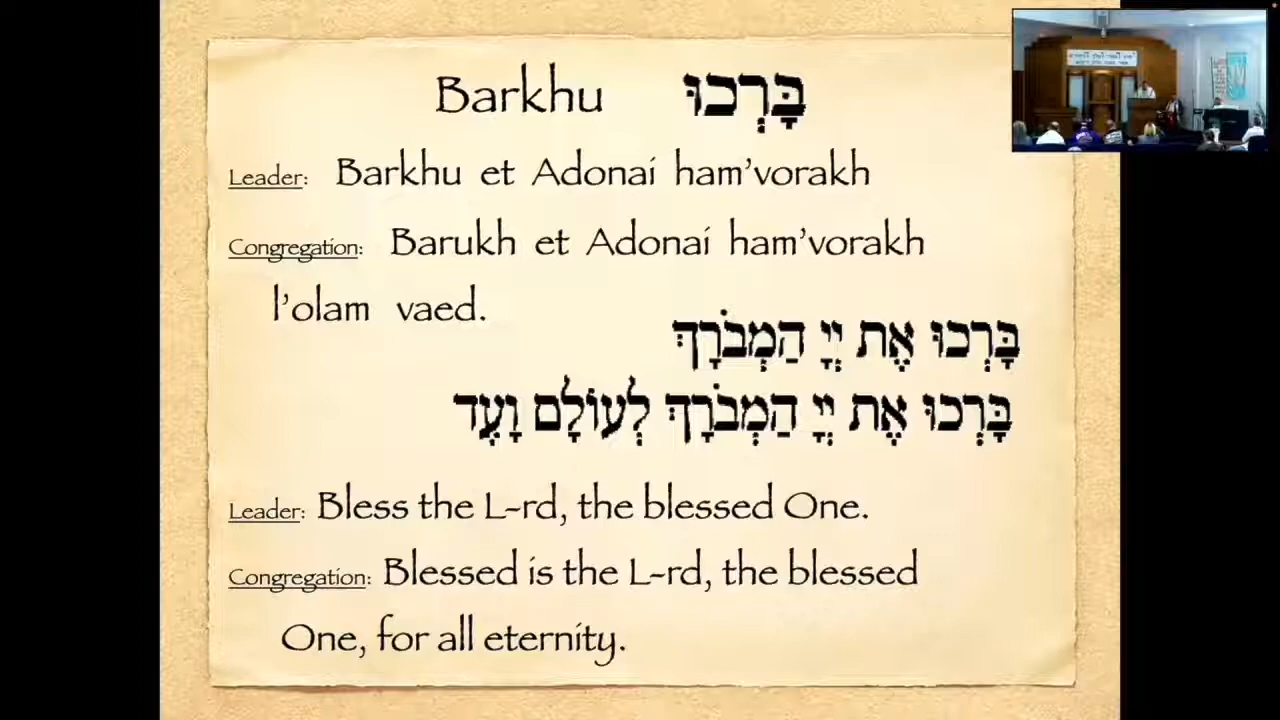 Barkhu בָּרְכוּ
Leader: Barkhu et Adonai ham'vorakh
Congregation: Barukh et Adonai ham'vorakh
l'olam vaed.
בָּרְכוּ אֶת יְיָ הַמְבֹרָךְ
בָּרְכוּ אֶת יְיָ הַמְבֹרָךְ לְעוֹלָם וָעֶד
Leader: Bless the L-rd, the blessed One.
Congregation: Blessed is the L-rd, the blessed
One, for all eternity.